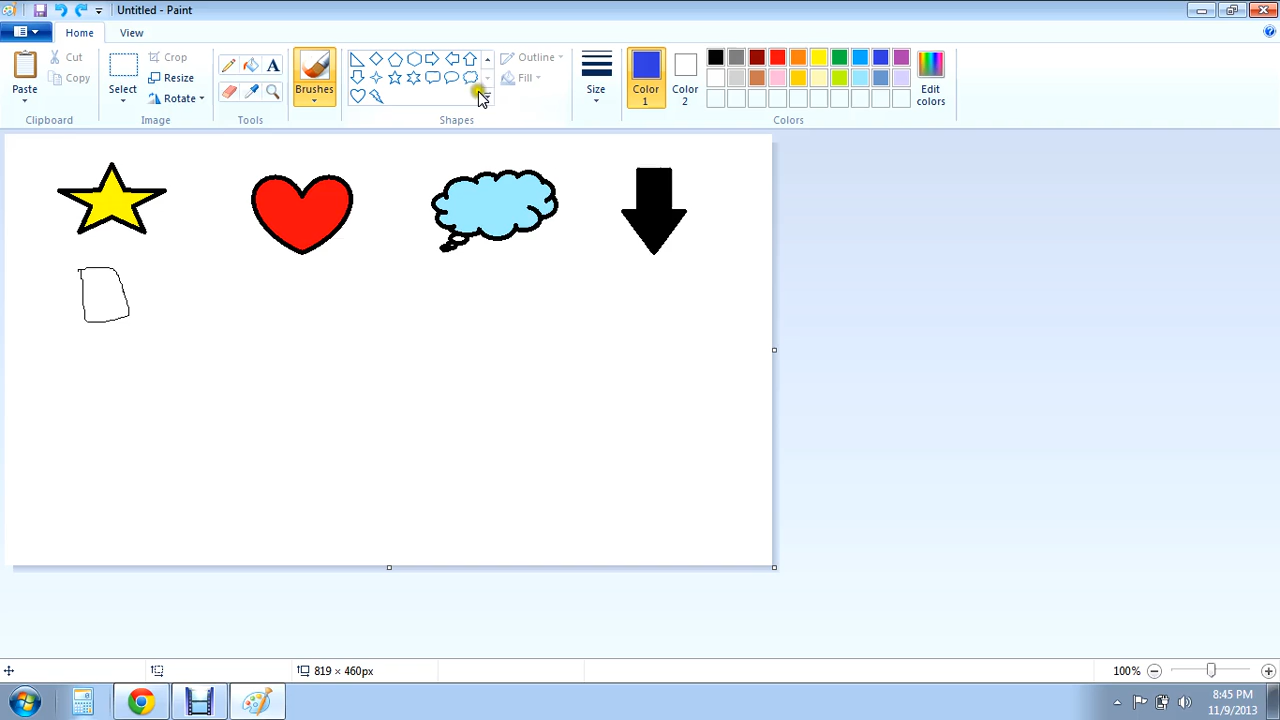 Untitled - Paint
Home
View
Paste
Cut
Copy
Clipboard
Select
Crop
Resize
Rotate
Image
A
Tools
Brushes
Outline
Fill
Shapes
Size
Color 1
Color 2
Edit colors
Colors
819 × 460px
100%
8:45 PM
11/9/2013